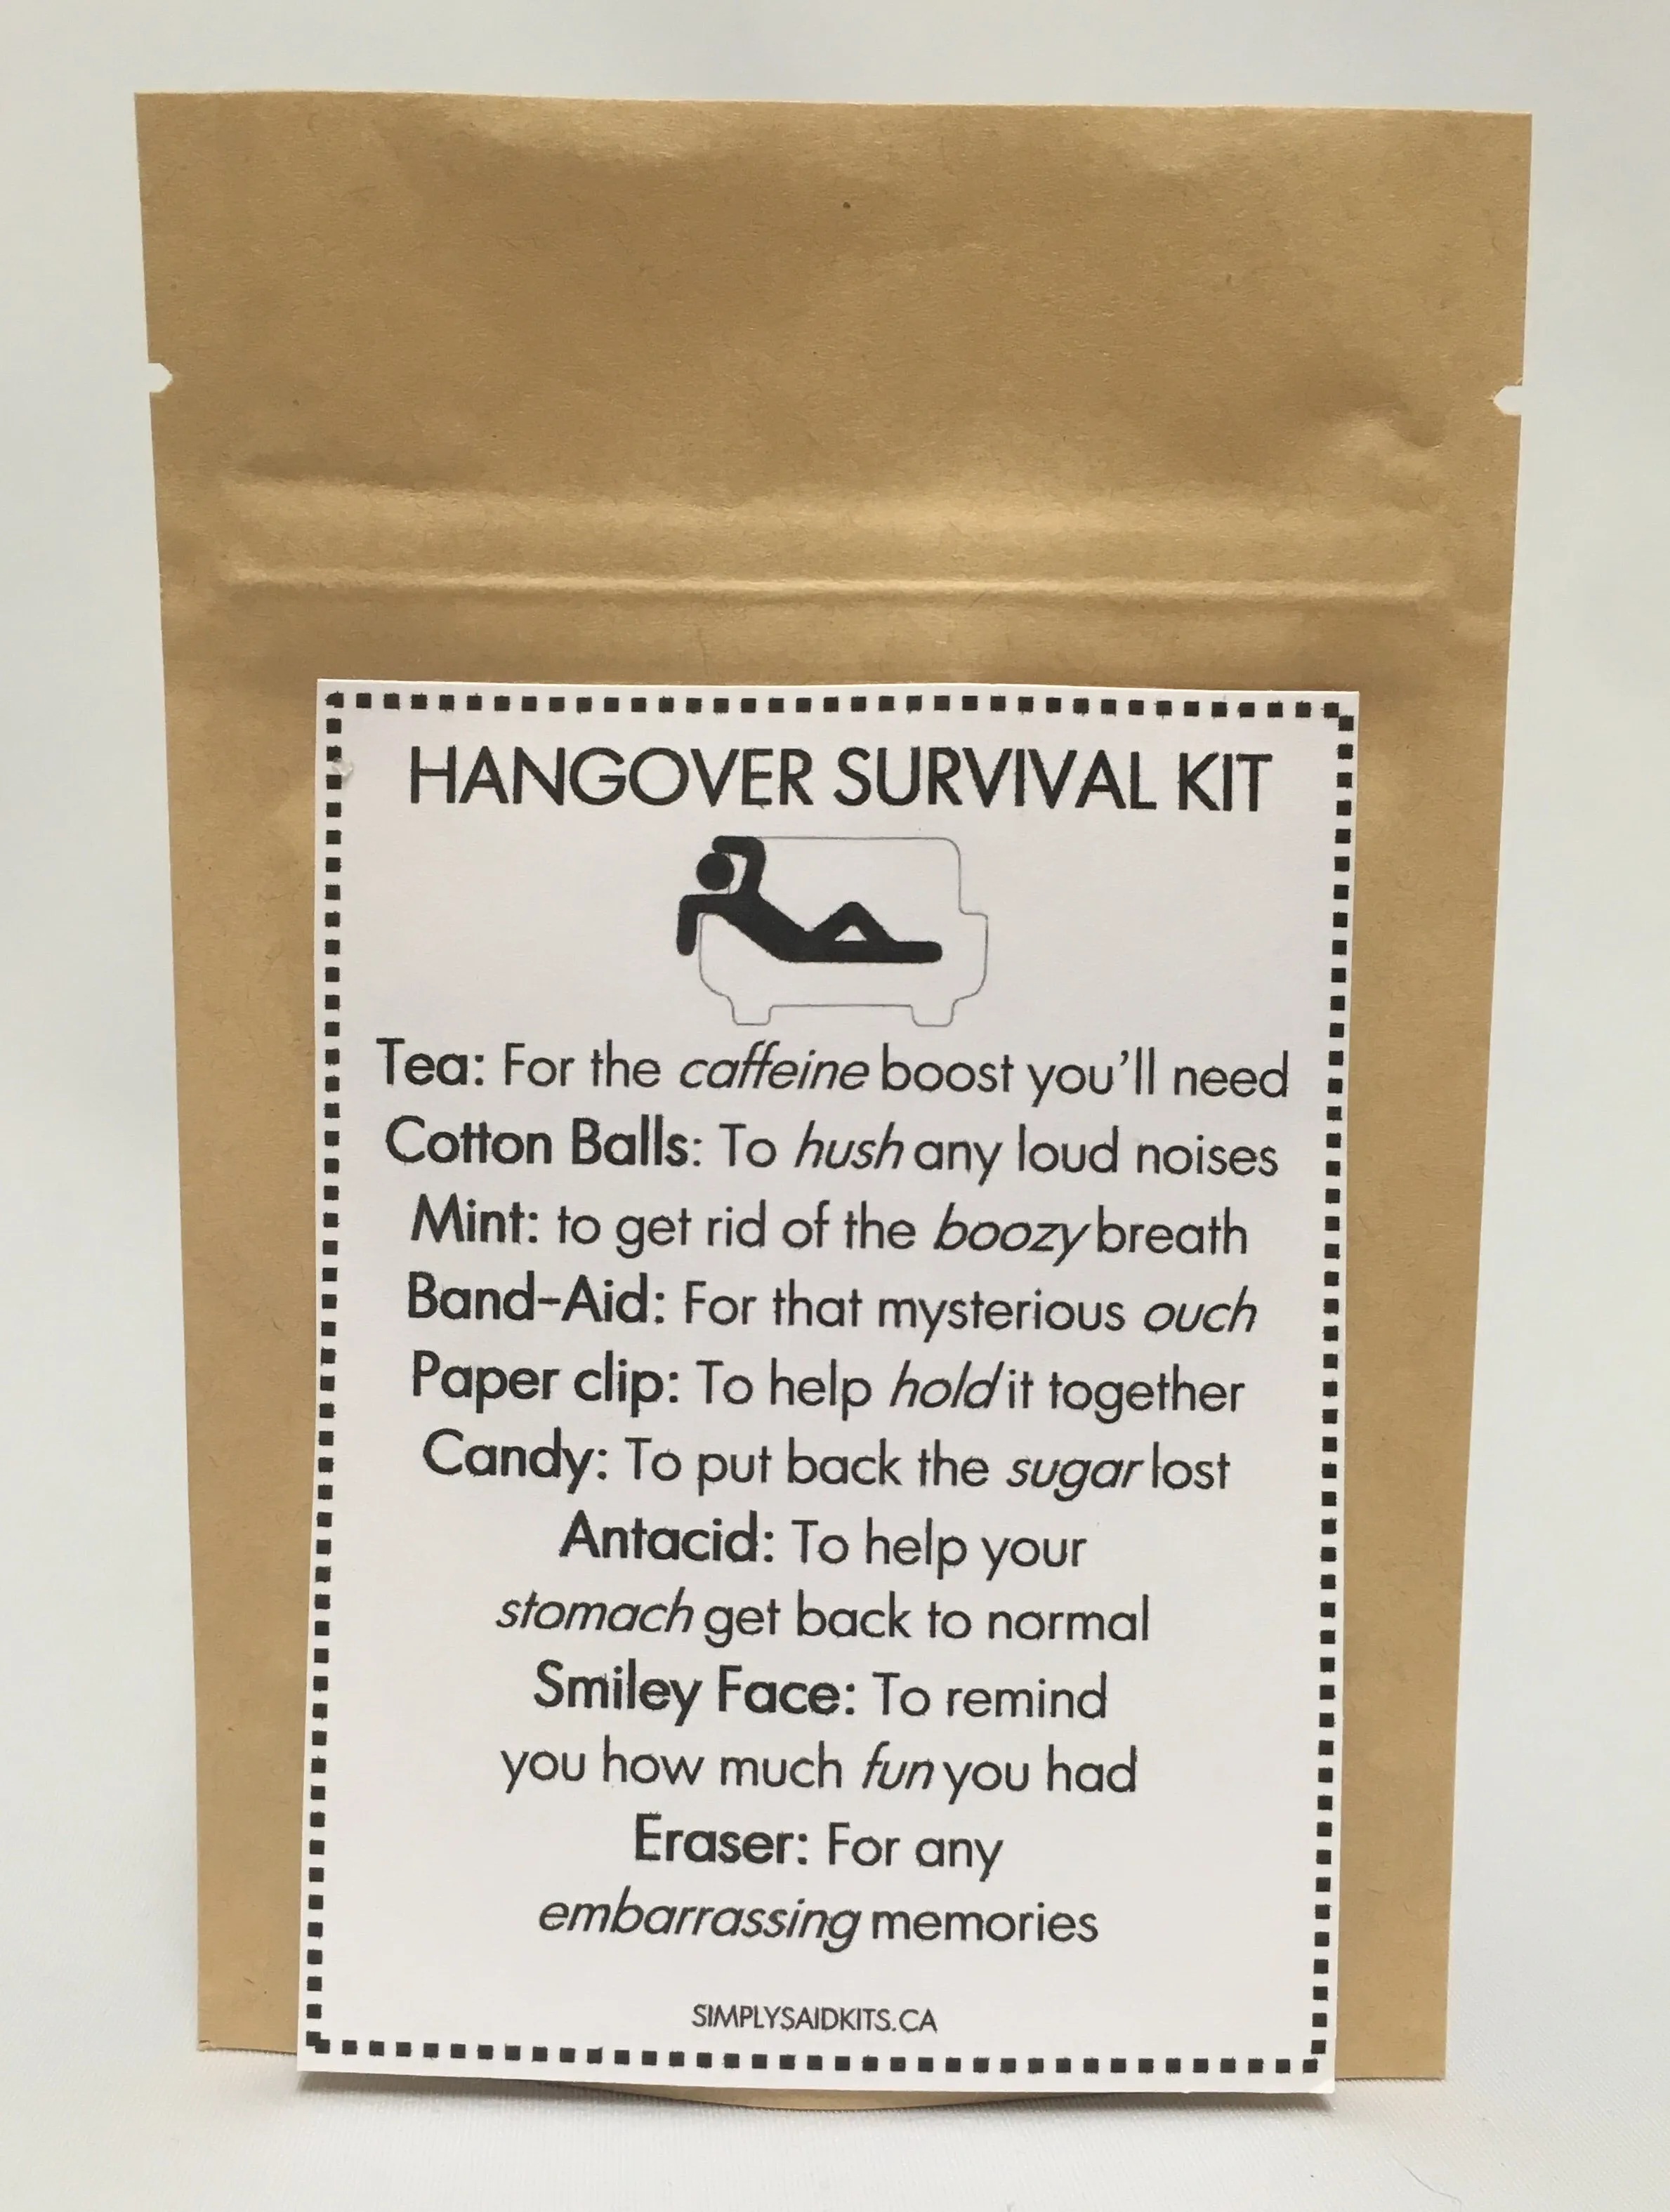 HANGOVER SURVIVAL KIT
Tea: For the caffeine boost you'll need
Cotton Balls: To hush any loud noises
Mint: to get rid of the boozy breath
Band-Aid: For that mysterious ouch
Paper clip: To help hold it together
Candy: To put back the sugar lost
Antacid: To help your
stomach get back to normal
Smiley Face: To remind
you how much fun you had
Eraser: For any
embarrassing memories
SIMPLYSAIDKITS.CA